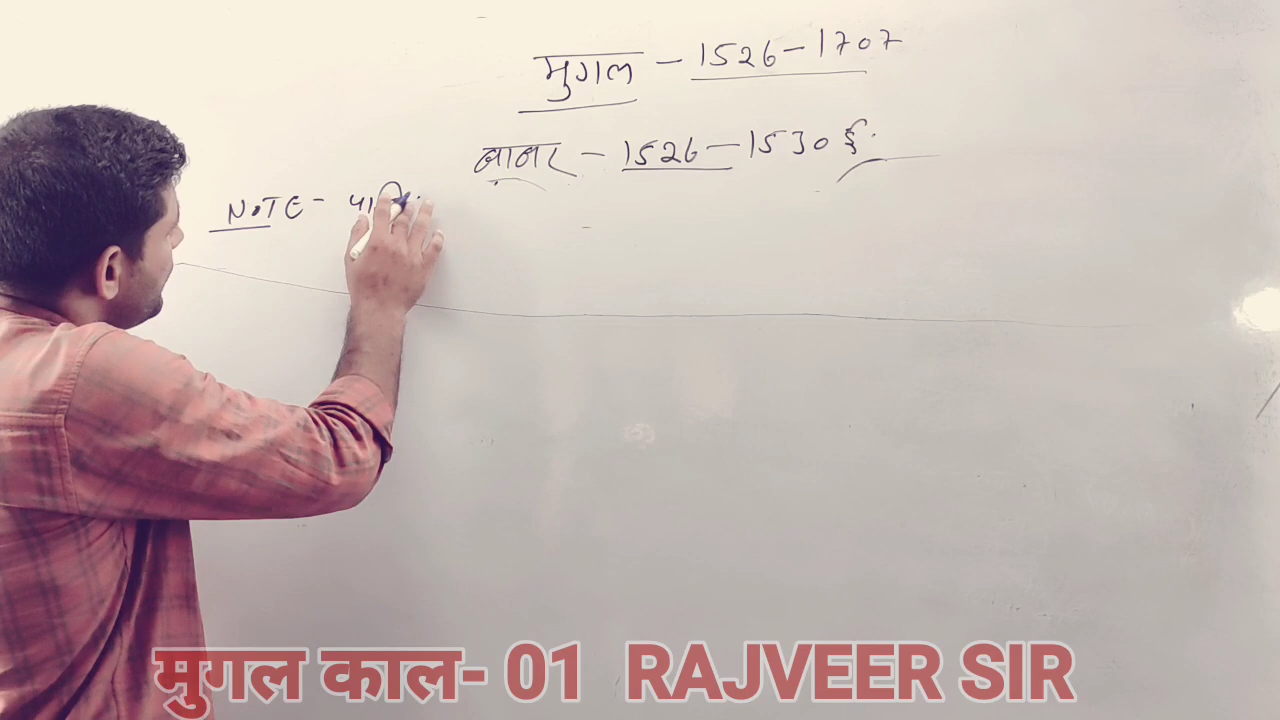 मुगल - 1526-1707
बाबर - 1526-1530 ई.
NOTE -
मुगल काल- 01 RAJVEER SIR